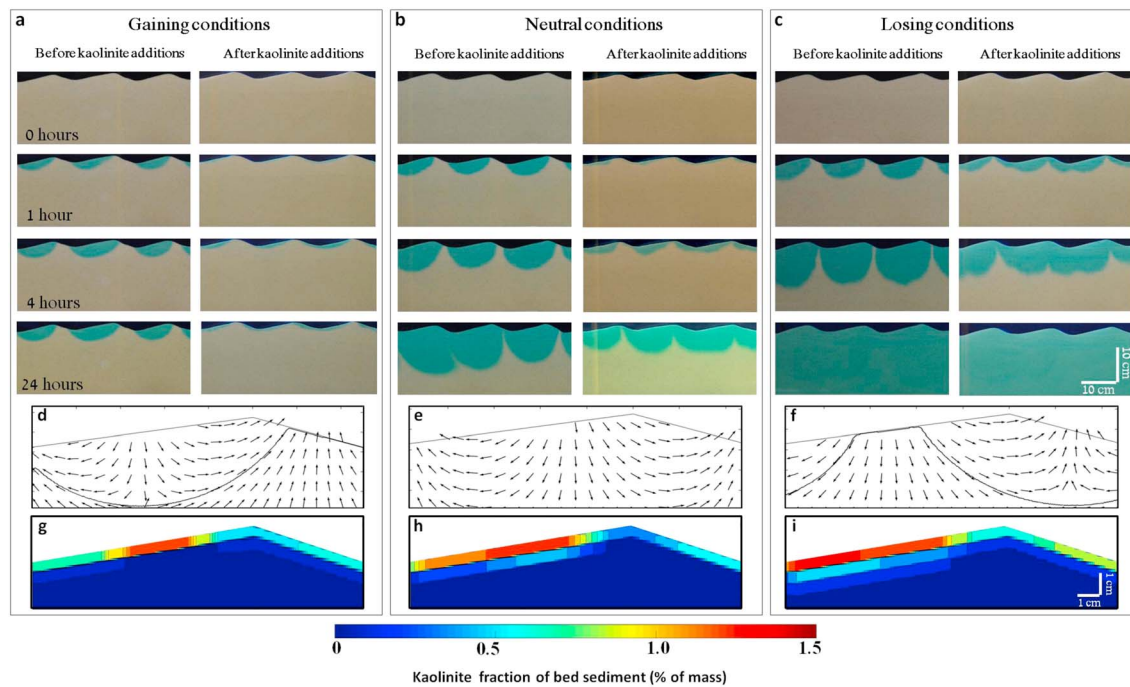 a
Gaining conditions
Before kaolinite additions
After kaolinite additions
0 hours
1 hour
4 hours
24 hours
b
Neutral conditions
Before kaolinite additions
After kaolinite additions
c
Losing conditions
Before kaolinite additions
After kaolinite additions
10 cm
10 cm
d
e
f
g
h
i
1 cm
1 cm
0
0.5
1.0
1.5
Kaolinite fraction of bed sediment (% of mass)